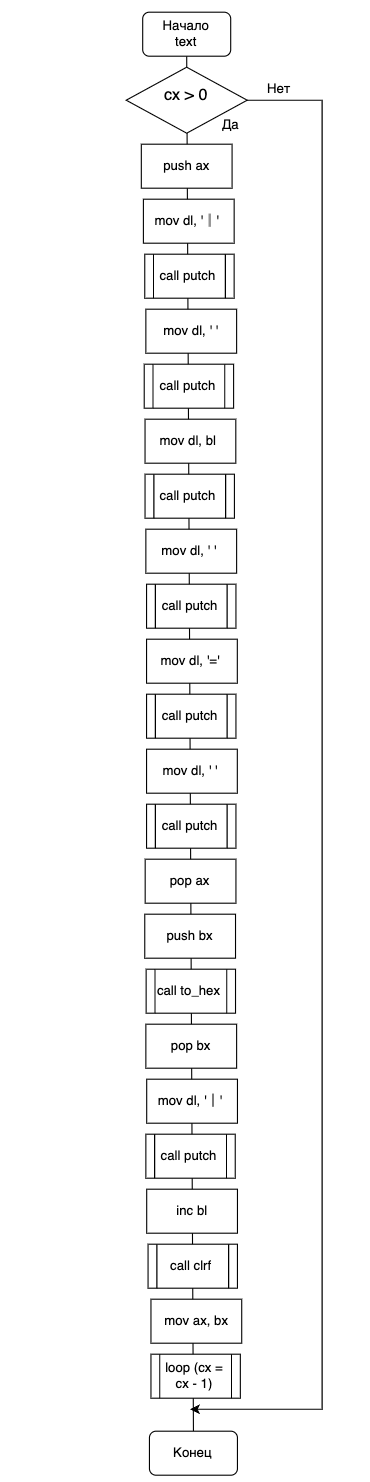 Начало
text
cx > 0
Нет
Да
push ax
mov dl, ' | '
call putch
mov dl, ' '
call putch
mov dl, bl
call putch
mov dl, ' '
call putch
mov dl, '='
call putch
mov dl, ' '
call putch
pop ax
push bx
call to_hex
pop bx
mov dl, ' | '
call putch
inc bl
call clrf
mov ax, bx
loop (cx =
cx - 1)
Конец